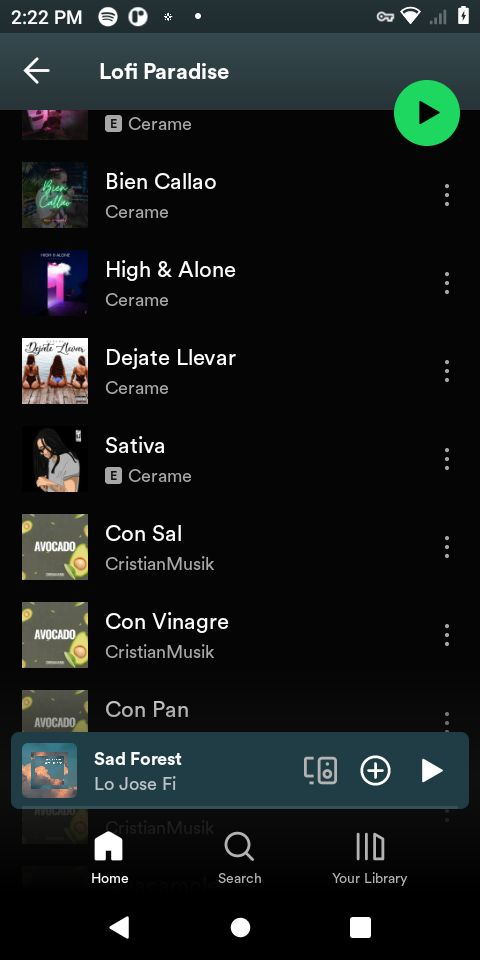 2:22 PM
Lofi Paradise
E Cerame
Bien Callao
Bien Callao
Cerame
HIGH & ALONE
High & Alone
Cerame
Dejate Llevar
Dejate Llevar
Cerame
Sativa
E Cerame
AVOCADO
Con Sal
CristianMusik
AVOCADO
Con Vinagre
CristianMusik
AVOCADO
Con Pan
Sad Forest
Lo Jose Fi
CristianMusik
Home
Search
Your Library